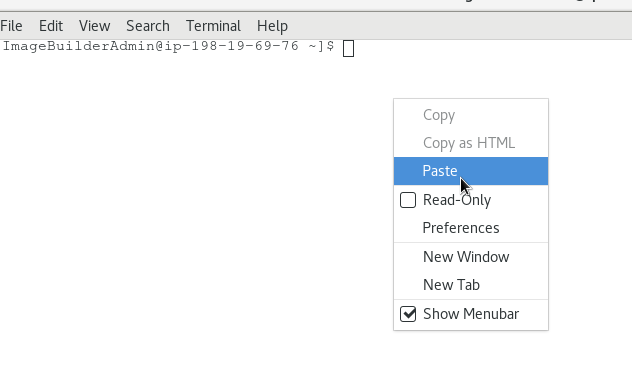 File Edit View Search Terminal Help
ImageBuilderAdmin@ip-198-19-69-76 ~]$
Copy
Copy as HTML
Paste
Read-Only
Preferences
New Window
New Tab
Show Menubar